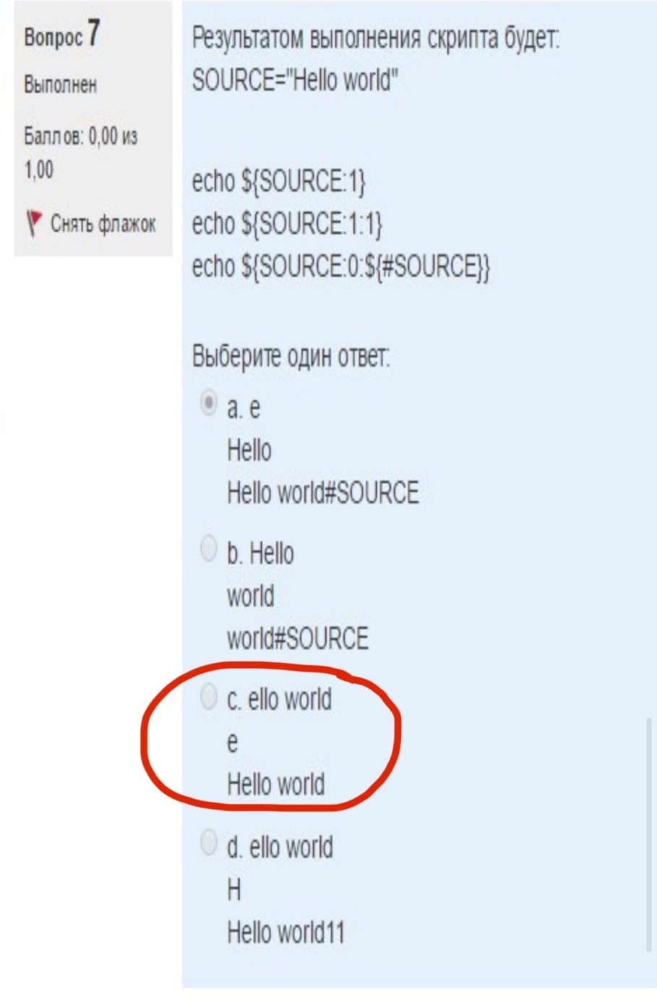 Вопрос 7
Выполнен
Баллов: 0,00 из
1,00
Снять флажок
Результатом выполнения скрипта будет:
SOURCE="Hello world"
echo ${SOURCE:1}
echo ${SOURCE:1:1}
echo ${SOURCE:0:${#SOURCE}}
Выберите один ответ:
a. e
Hello
Hello world#SOURCE
b. Hello
world
world#SOURCE
c. ello world
e
Hello world
d. ello world
H
Hello world11